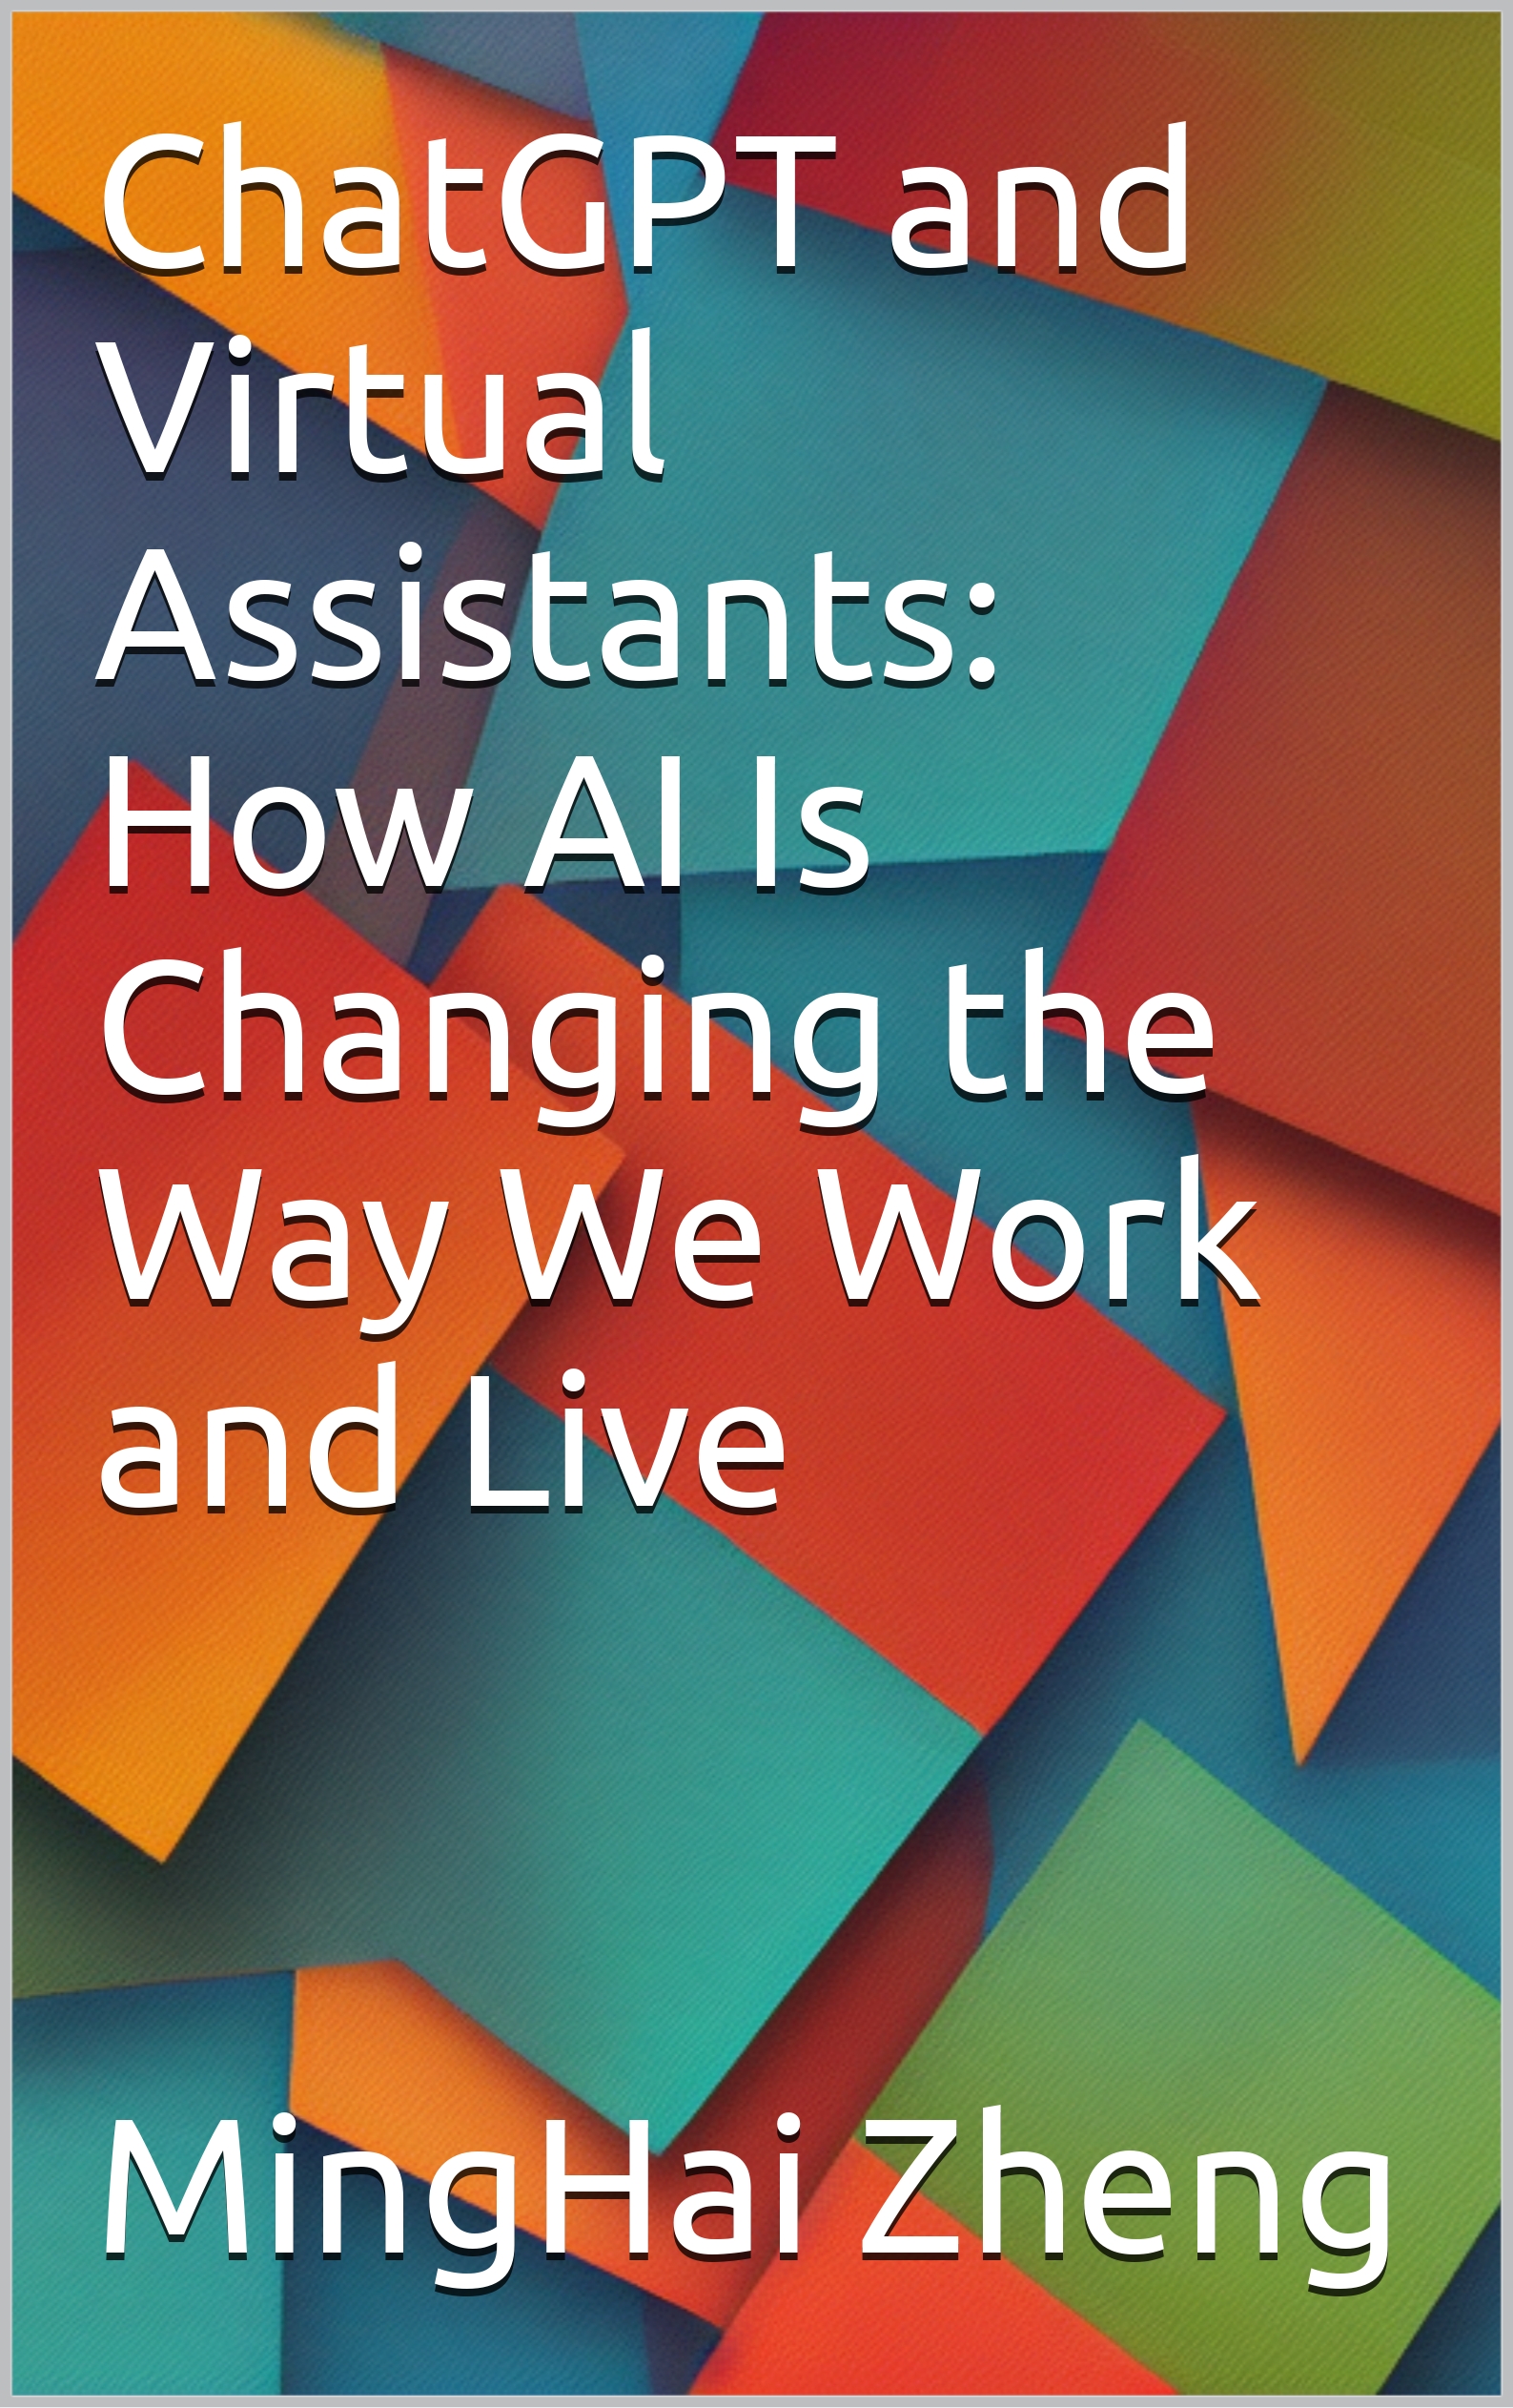 ChatGPT and
Virtual
Assistants:
How AI Is
Changing the
Way We Work
and Live
MingHai Zheng